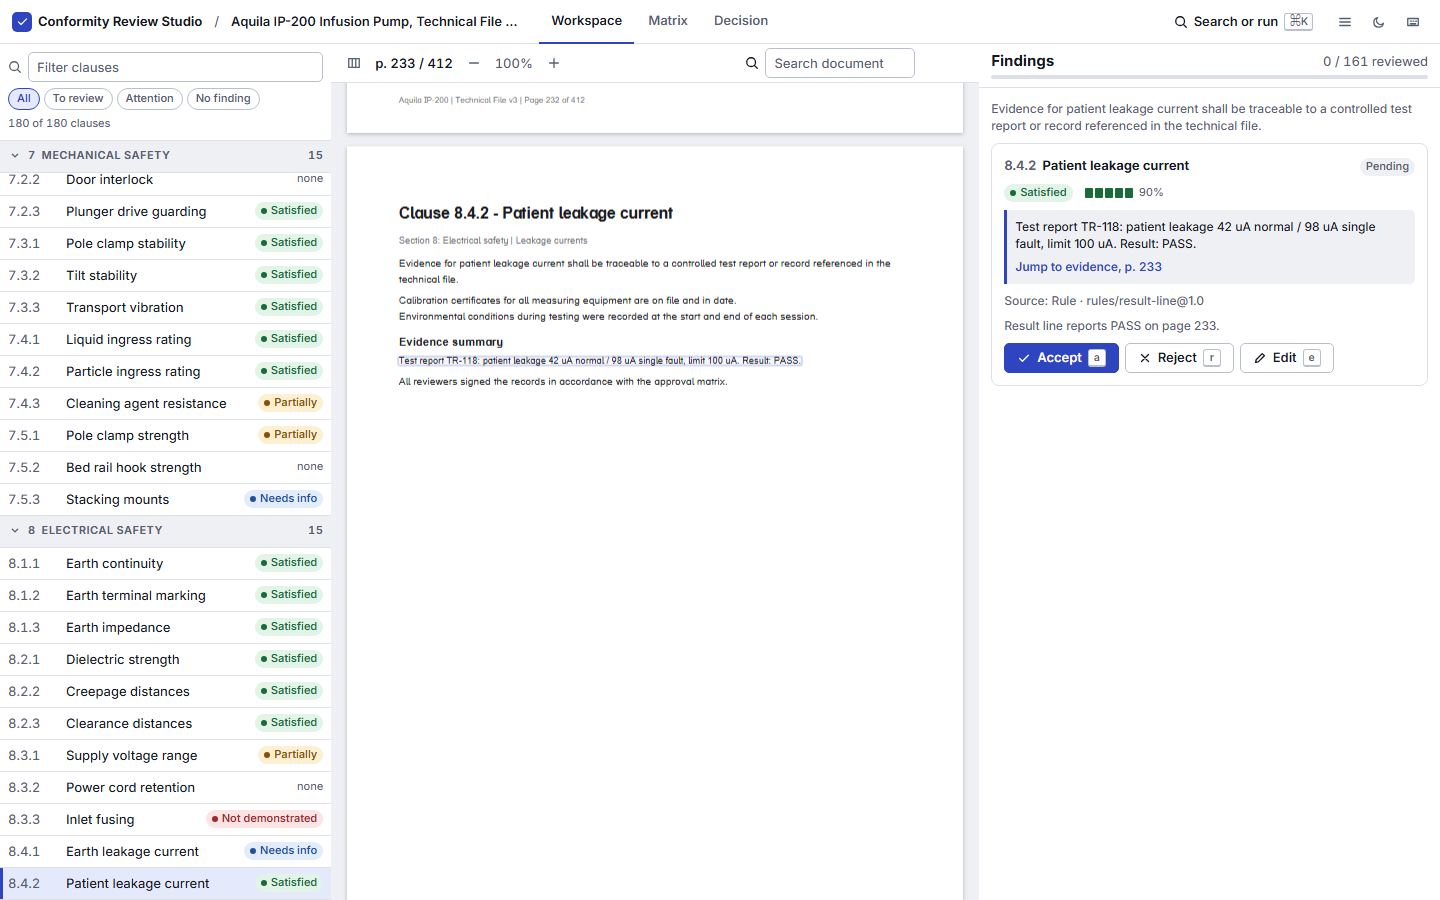 Conformity Review Studio / Aquila IP-200 Infusion Pump, Technical File ... Workspace Matrix Decision Search or run ⌘K
Filter clauses
All To review Attention No finding
180 of 180 clauses
7 MECHANICAL SAFETY 15
7.2.2 Door interlock none
7.2.3 Plunger drive guarding Satisfied
7.3.1 Pole clamp stability Satisfied
7.3.2 Tilt stability Satisfied
7.3.3 Transport vibration Satisfied
7.4.1 Liquid ingress rating Satisfied
7.4.2 Particle ingress rating Satisfied
7.4.3 Cleaning agent resistance Partially
7.5.1 Pole clamp strength Partially
7.5.2 Bed rail hook strength none
7.5.3 Stacking mounts Needs info
8 ELECTRICAL SAFETY 15
8.1.1 Earth continuity Satisfied
8.1.2 Earth terminal marking Satisfied
8.1.3 Earth impedance Satisfied
8.2.1 Dielectric strength Satisfied
8.2.2 Creepage distances Satisfied
8.2.3 Clearance distances Satisfied
8.3.1 Supply voltage range Partially
8.3.2 Power cord retention none
8.3.3 Inlet fusing Not demonstrated
8.4.1 Earth leakage current Needs info
8.4.2 Patient leakage current Satisfied
p. 233 / 412 100% Search document
Aquila IP-200 | Technical File v3 | Page 232 of 412
Clause 8.4.2 - Patient leakage current
Section 8: Electrical safety | Leakage currents
Evidence for patient leakage current shall be traceable to a controlled test report or record referenced in the
technical file.
Calibration certificates for all measuring equipment are on file and in date.
Environmental conditions during testing were recorded at the start and end of each session.
Evidence summary
Test report TR-118: patient leakage 42 uA normal / 98 uA single fault, limit 100 uA. Result: PASS.
All reviewers signed the records in accordance with the approval matrix.
Findings 0 / 161 reviewed
Evidence for patient leakage current shall be traceable to a controlled test
report or record referenced in the technical file.
8.4.2 Patient leakage current Pending
Satisfied 90%
Test report TR-118: patient leakage 42 uA normal / 98 uA single
fault, limit 100 uA. Result: PASS.
Jump to evidence, p. 233
Source: Rule · rules/result-line@1.0
Result line reports PASS on page 233.
Accept a Reject r Edit e